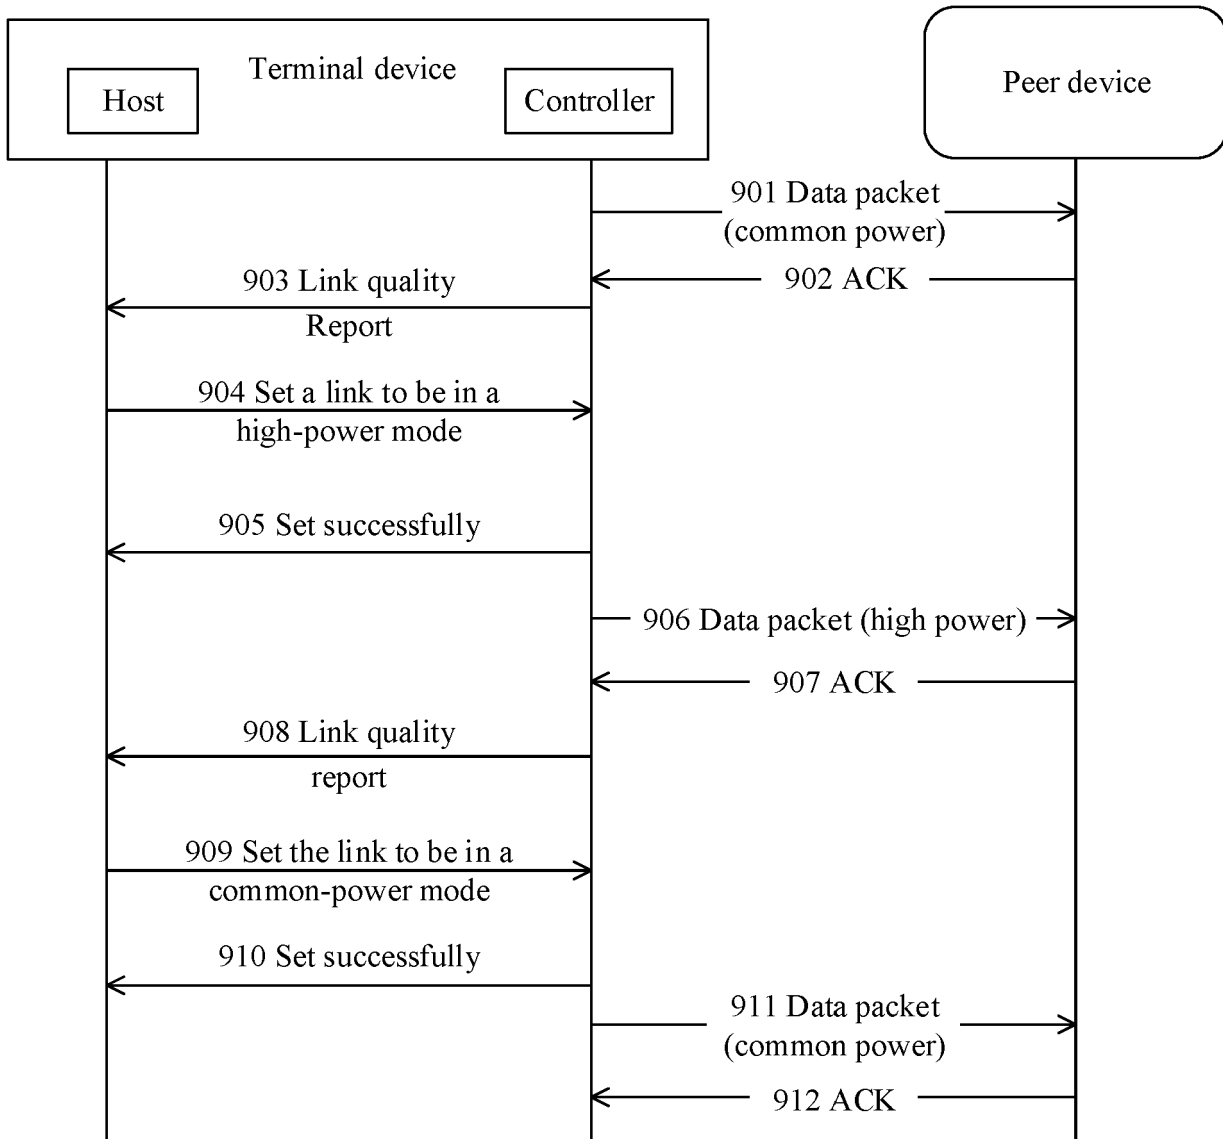 Terminal device
Host
Controller
Peer device
901 Data packet
(common power)
902 ACK
903 Link quality
Report
904 Set a link to be in a
high-power mode
905 Set successfully
906 Data packet (high power)
907 ACK
908 Link quality
report
909 Set the link to be in a
common-power mode
910 Set successfully
911 Data packet
(common power)
912 ACK